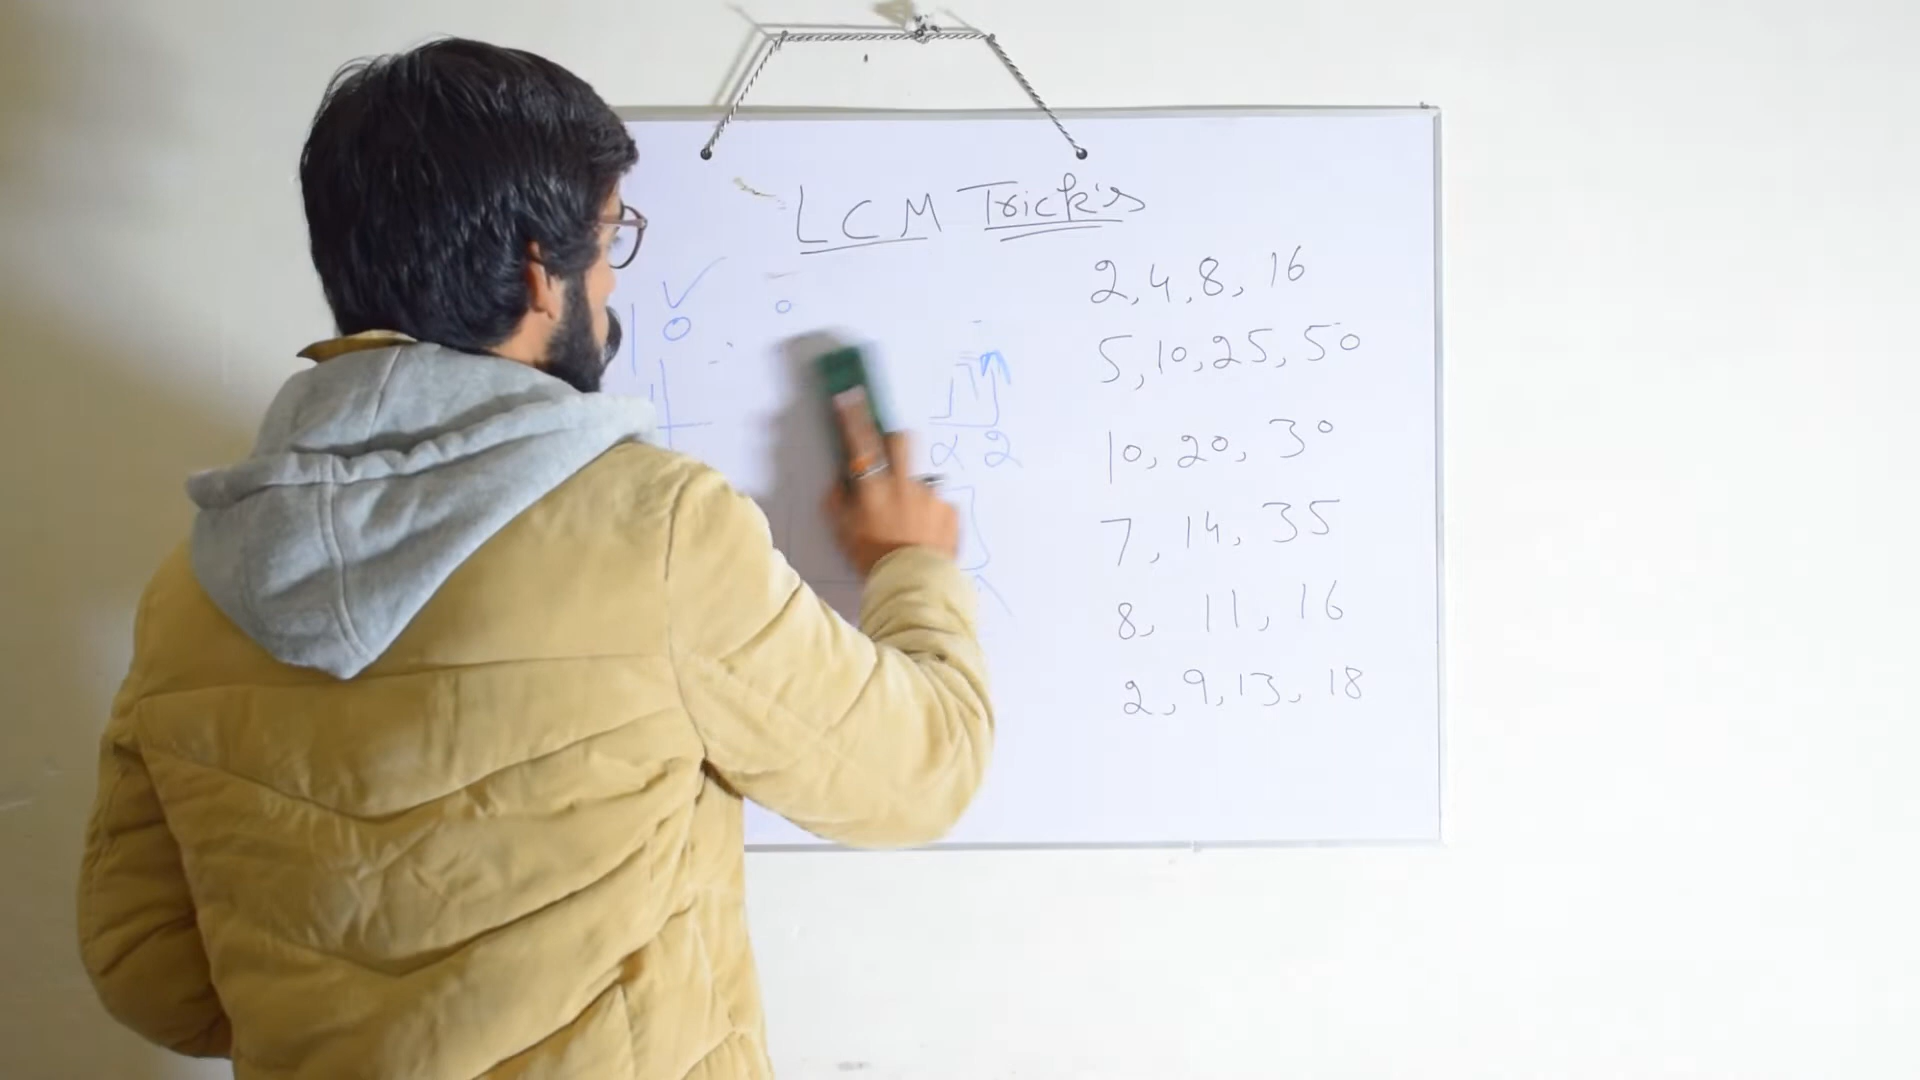 LCM Trick's
2, 4, 8, 16
5, 10, 25, 50
10, 20, 30
7, 14, 35
8, 11, 16
2, 9, 13, 18